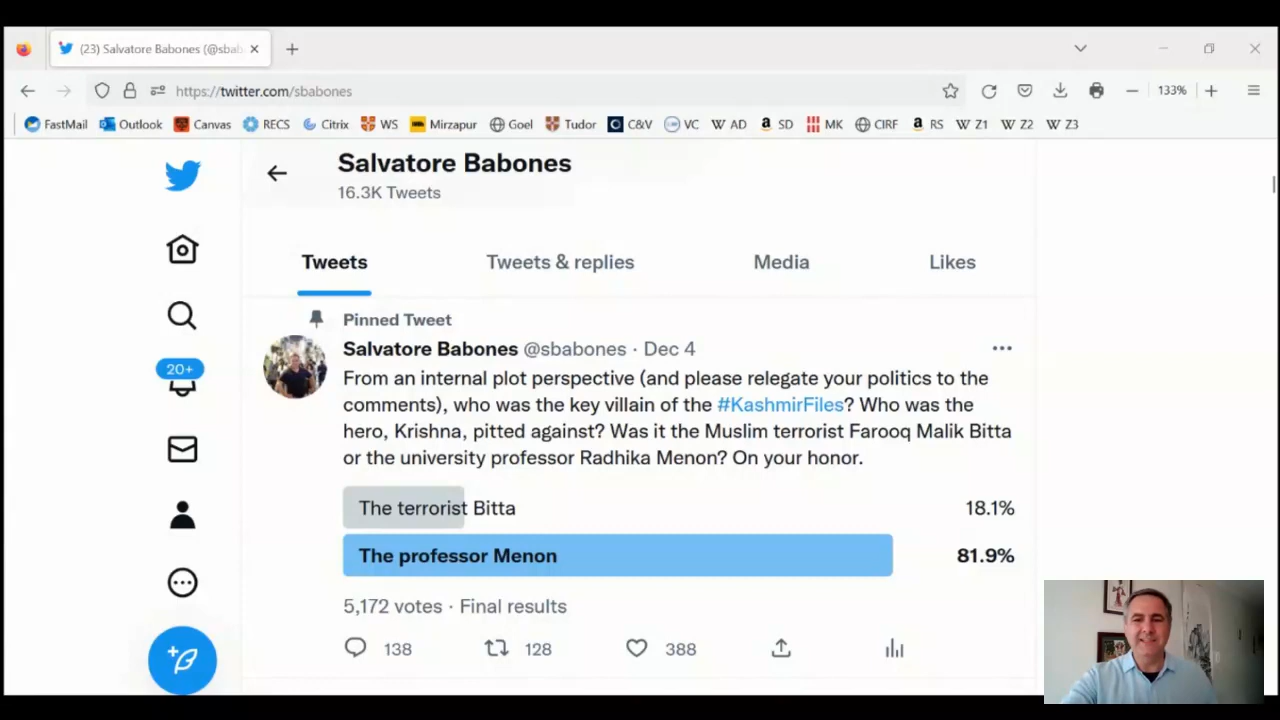 (23) Salvatore Babones (@sbab
https://twitter.com/sbabones
133%
FastMail Outlook Canvas RECS Citrix WS Mirzapur Goel Tudor C&V VC AD SD MK CIRF RS Z1 Z2 Z3
Salvatore Babones
16.3K Tweets
Tweets Tweets & replies Media Likes
Pinned Tweet
Salvatore Babones @sbabones · Dec 4
From an internal plot perspective (and please relegate your politics to the
comments), who was the key villain of the #KashmirFiles? Who was the
hero, Krishna, pitted against? Was it the Muslim terrorist Farooq Malik Bitta
or the university professor Radhika Menon? On your honor.
The terrorist Bitta 18.1%
The professor Menon 81.9%
5,172 votes · Final results
138 128 388
20+